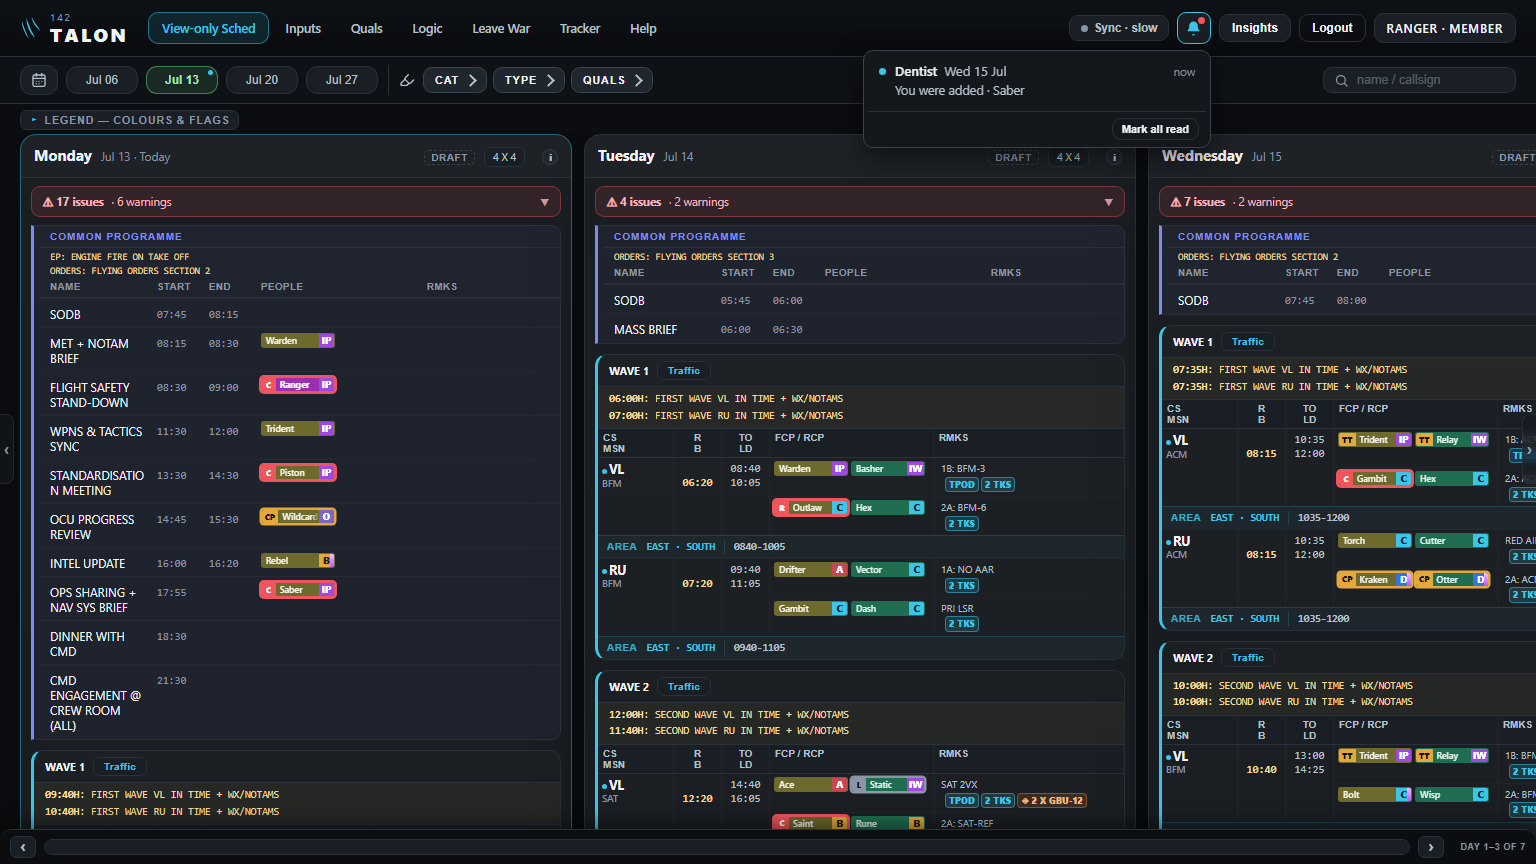 142
TALON
View-only Sched
Inputs
Quals
Logic
Leave War
Tracker
Help
Sync · slow
Insights
Logout
RANGER · MEMBER
Jul 06
Jul 13
Jul 20
Jul 27
CAT
TYPE
QUALS
name / callsign
Dentist Wed 15 Jul now
You were added · Saber
Mark all read
LEGEND — COLOURS & FLAGS
Monday Jul 13 · Today DRAFT 4 X 4 i
17 issues · 6 warnings
COMMON PROGRAMME
EP: ENGINE FIRE ON TAKE OFF
ORDERS: FLYING ORDERS SECTION 2
NAME START END PEOPLE RMKS
SODB 07:45 08:15
MET + NOTAM 08:15 08:30 Warden IP
BRIEF
FLIGHT SAFETY 08:30 09:00 C Ranger IP
STAND-DOWN
WPNS & TACTICS 11:30 12:00 Trident IP
SYNC
STANDARDISATIO 13:30 14:30 C Piston IP
N MEETING
OCU PROGRESS 14:45 15:30 CP Wildcard O
REVIEW
INTEL UPDATE 16:00 16:20 Rebel B
OPS SHARING + 17:55 C Saber IP
NAV SYS BRIEF
DINNER WITH 18:30
CMD
CMD 21:30
ENGAGEMENT @
CREW ROOM
(ALL)
WAVE 1 Traffic
09:40H: FIRST WAVE VL IN TIME + WX/NOTAMS
10:40H: FIRST WAVE RU IN TIME + WX/NOTAMS
Tuesday Jul 14 DRAFT 4 X 4 i
4 issues · 2 warnings
COMMON PROGRAMME
ORDERS: FLYING ORDERS SECTION 3
NAME START END PEOPLE RMKS
SODB 05:45 06:00
MASS BRIEF 06:00 06:30
WAVE 1 Traffic
06:00H: FIRST WAVE VL IN TIME + WX/NOTAMS
07:00H: FIRST WAVE RU IN TIME + WX/NOTAMS
CS R TO FCP / RCP RMKS
MSN B LD
VL 08:40 Warden IP Basher IW 1B: BFM-3
BFM 06:20 10:05 TPOD 2 TKS
R Outlaw C Hex C 2A: BFM-6
2 TKS
AREA EAST · SOUTH 0840-1005
RU 09:40 Drifter A Vector C 1A: NO AAR
BFM 07:20 11:05 2 TKS
Gambit C Dash C PRI LSR
2 TKS
AREA EAST · SOUTH 0940-1105
WAVE 2 Traffic
12:00H: SECOND WAVE VL IN TIME + WX/NOTAMS
11:40H: SECOND WAVE RU IN TIME + WX/NOTAMS
CS R TO FCP / RCP RMKS
MSN B LD
VL 14:40 Ace A L Static IW SAT 2VX
SAT 12:20 16:05 TPOD 2 TKS 2 X GBU-12
C Saint B Rune B 2A: SAT-REF
Wednesday Jul 15 DRAFT
7 issues · 2 warnings
COMMON PROGRAMME
ORDERS: FLYING ORDERS SECTION 2
NAME START END PEOPLE
SODB 07:45 08:00
WAVE 1 Traffic
07:35H: FIRST WAVE VL IN TIME + WX/NOTAMS
07:35H: FIRST WAVE RU IN TIME + WX/NOTAMS
CS R TO FCP / RCP RMKS
MSN B LD
VL 10:35 TT Trident IP TT Relay IW 1B:
ACM 08:15 12:00
C Gambit C Hex C 2A:
2 TKS
AREA EAST · SOUTH 1035-1200
RU 10:35 Torch C Cutter C RED AI
ACM 08:15 12:00 2 TKS
CP Kraken D CP Otter D 2A: AC
2 TKS
AREA EAST · SOUTH 1035-1200
WAVE 2 Traffic
10:00H: SECOND WAVE VL IN TIME + WX/NOTAMS
10:00H: SECOND WAVE RU IN TIME + WX/NOTAMS
CS R TO FCP / RCP RMKS
MSN B LD
VL 13:00 TT Trident IP TT Relay IW 1B: BF
BFM 10:40 14:25 2 TKS
Bolt C Wisp C 2A: BF
2 TKS
DAY 1–3 OF 7